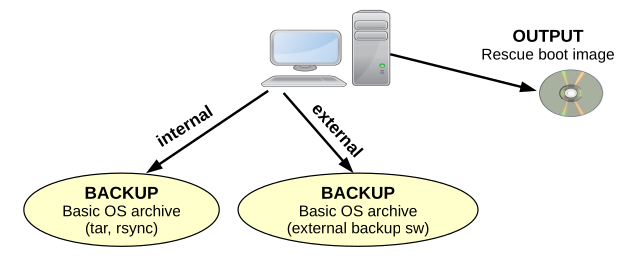 OUTPUT
Rescue boot image
internal
external
BACKUP
Basic OS archive
(tar, rsync)
BACKUP
Basic OS archive
(external backup sw)